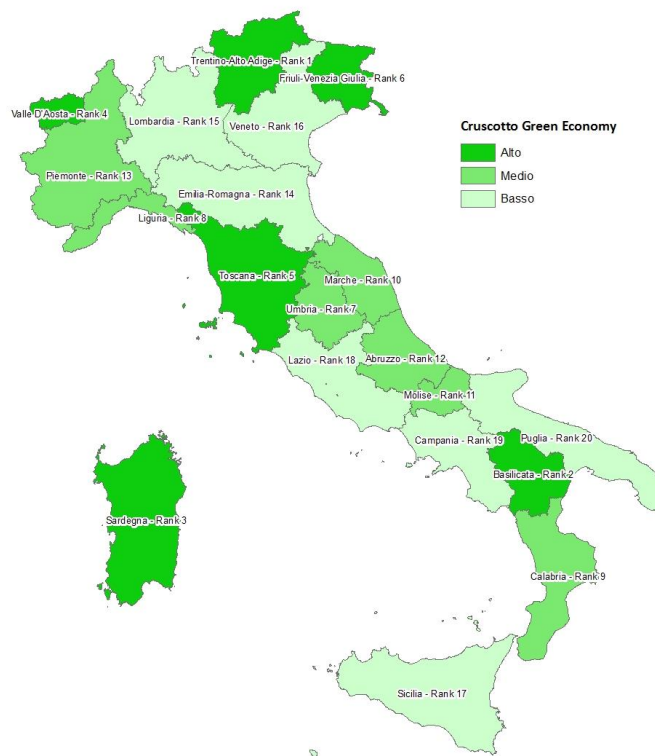 Trentino-Alto Adige - Rank 1
Friuli-Venezia Giulia - Rank 6
Valle D'Aosta - Rank 4
Lombardia - Rank 15
Veneto - Rank 16
Cruscotto Green Economy
Alto
Medio
Basso
Piemonte - Rank 13
Emilia-Romagna - Rank 14
Liguria - Rank 8
Toscana - Rank 5
Marche - Rank 10
Umbria - Rank 7
Lazio - Rank 18
Abruzzo - Rank 12
Molise - Rank 11
Campania - Rank 19
Puglia - Rank 20
Basilicata - Rank 2
Sardegna - Rank 3
Calabria - Rank 9
Sicilia - Rank 17